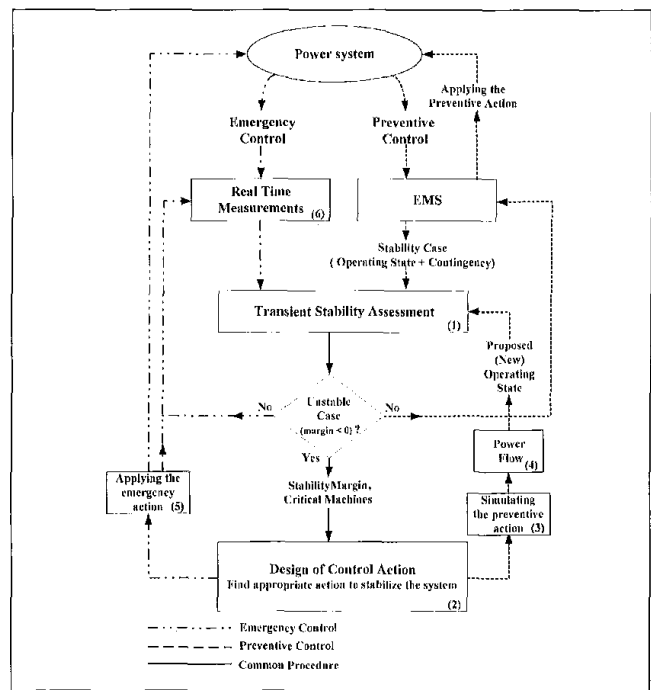 Power system
Applying the
Preventive Action
Emergency
Control
Preventive
Control
Real Time
Measurements
(6)
EMS
Stability Case
( Operating State + Contingency)
Transient Stability Assessment
(1)
Proposed
(New)
Operating
State
No
Unstable
Case
(margin < 0) ?
No
Yes
Power
Flow
(4)
StabilityMargin,
Critical Machines
Applying the
emergency
action (5)
Simulating
the preventive
action (3)
Design of Control Action
Find appropriate action to stabilize the system
(2)
Emergency Control
Preventive Control
Common Procedure